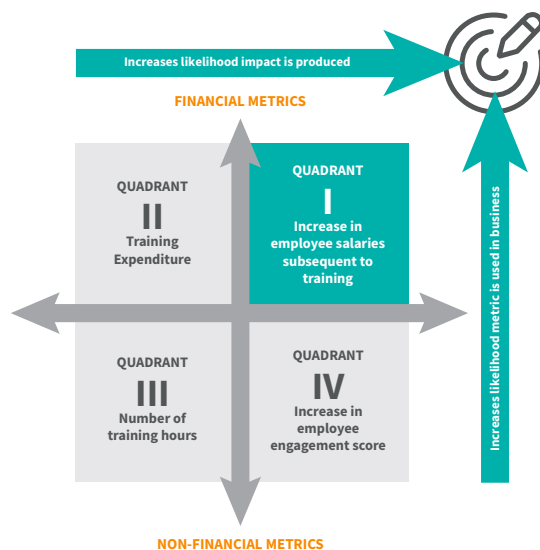 Increases likelihood impact is produced
FINANCIAL METRICS
QUADRANT
II
Training
Expenditure
QUADRANT
I
Increase in
employee salaries
subsequent to
training
QUADRANT
III
Number of
training hours
QUADRANT
IV
Increase in
employee
engagement score
Increases likelihood metric is used in business
NON-FINANCIAL METRICS